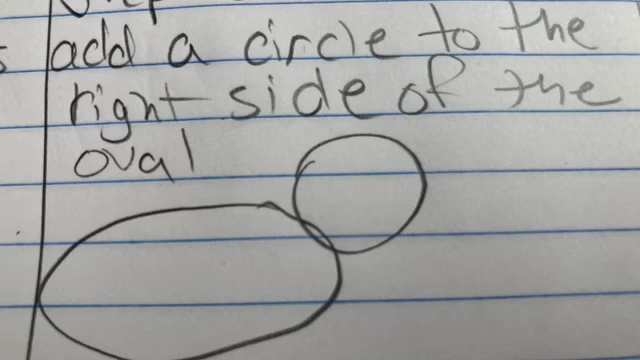 add a circle to the
right side of the
oval